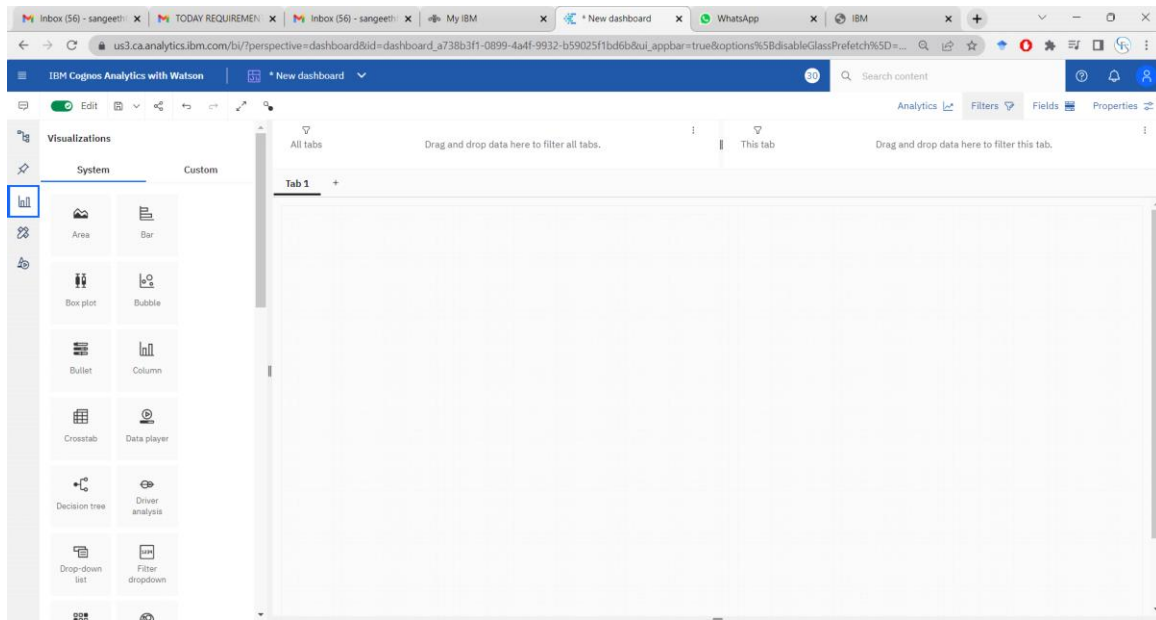 Inbox (56) - sangeeth
TODAY REQUIREMEN
Inbox (56) - sangeeth
My IBM
* New dashboard
WhatsApp
IBM
us3.ca.analytics.ibm.com/bi/?perspective=dashboard&id=dashboard_a738b3f1-0899-4a4f-9932-b59025f1bd6b&ui_appbar=true&options%5BdisableGlassPrefetch%5D=...
IBM Cognos Analytics with Watson
* New dashboard
30
Search content
Edit
Analytics
Filters
Fields
Properties
Visualizations
System
Custom
All tabs
Drag and drop data here to filter all tabs.
This tab
Drag and drop data here to filter this tab.
Tab 1
Area
Bar
Box plot
Bubble
Bullet
Column
Crosstab
Data player
Decision tree
Driver
analysis
Drop-down
list
Filter
dropdown